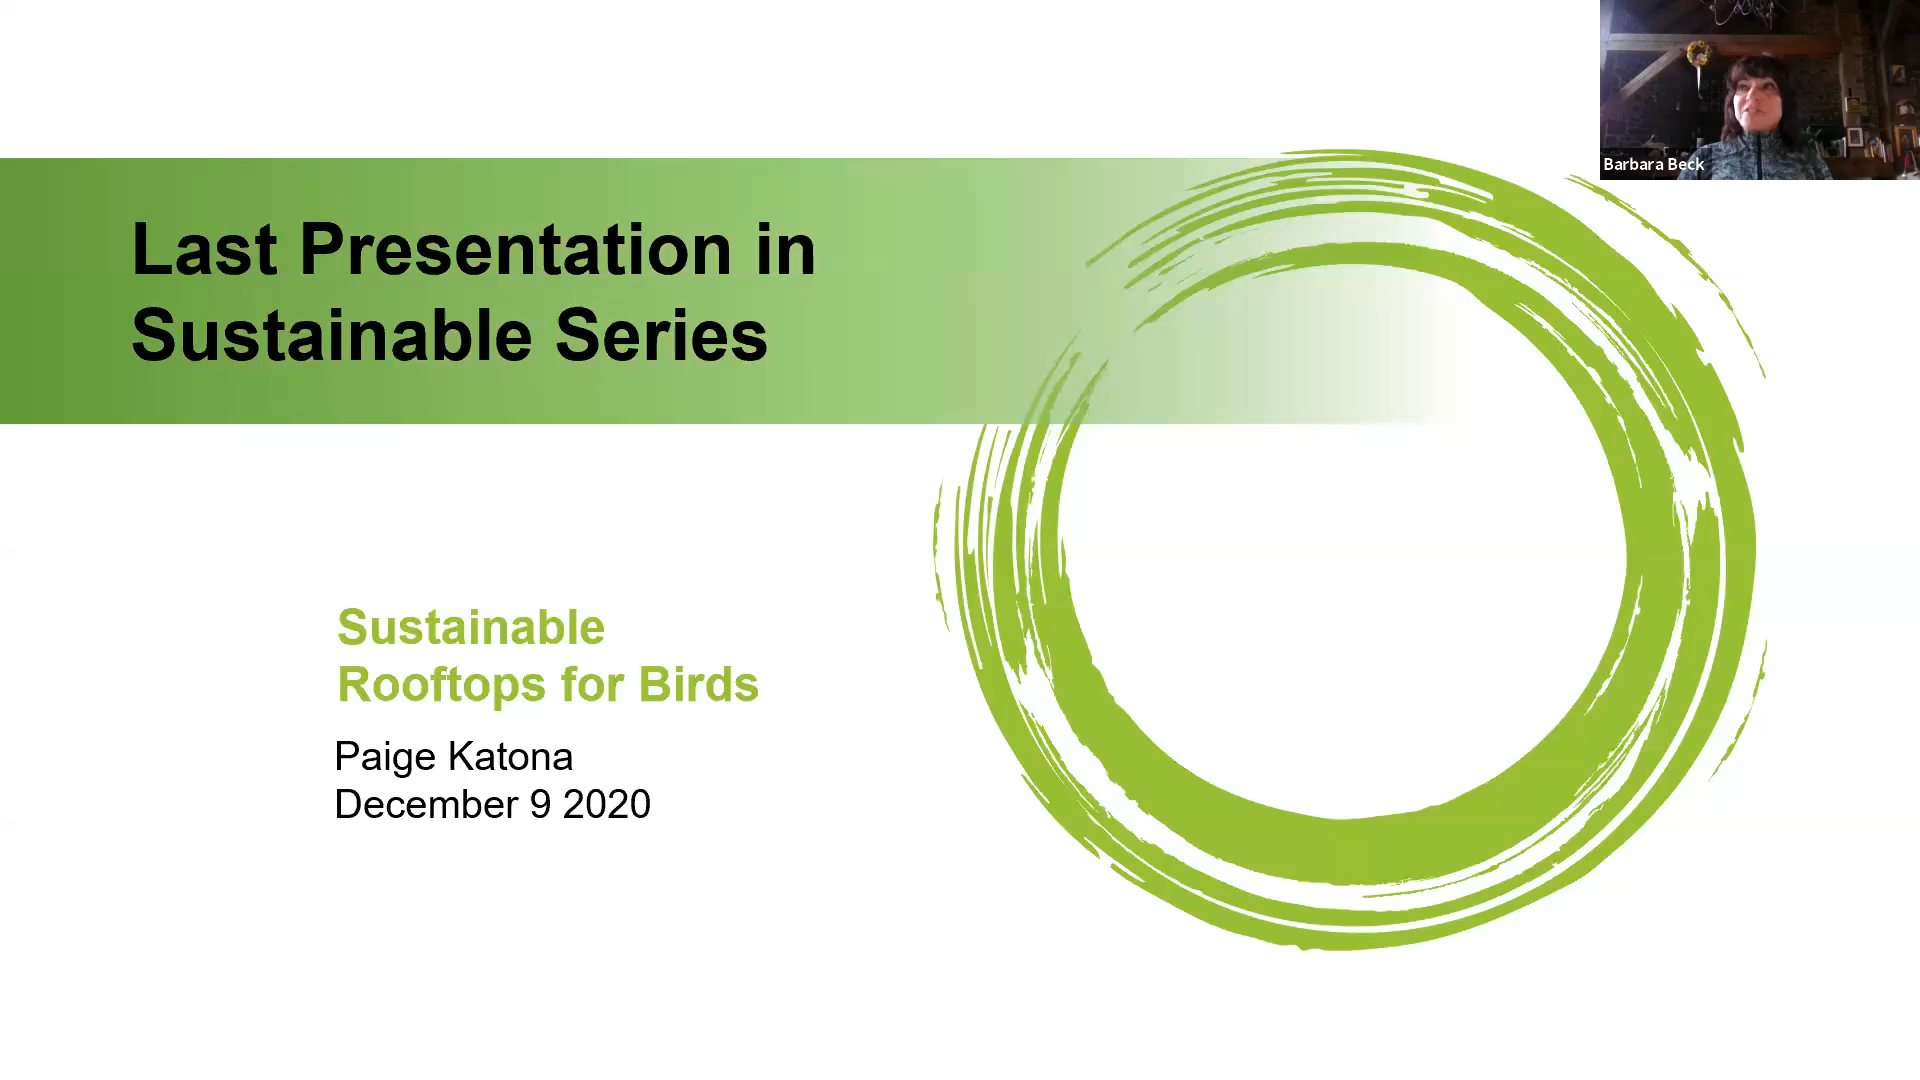 Last Presentation in
Sustainable Series
Sustainable
Rooftops for Birds
Paige Katona
December 9 2020
Barbara Beck